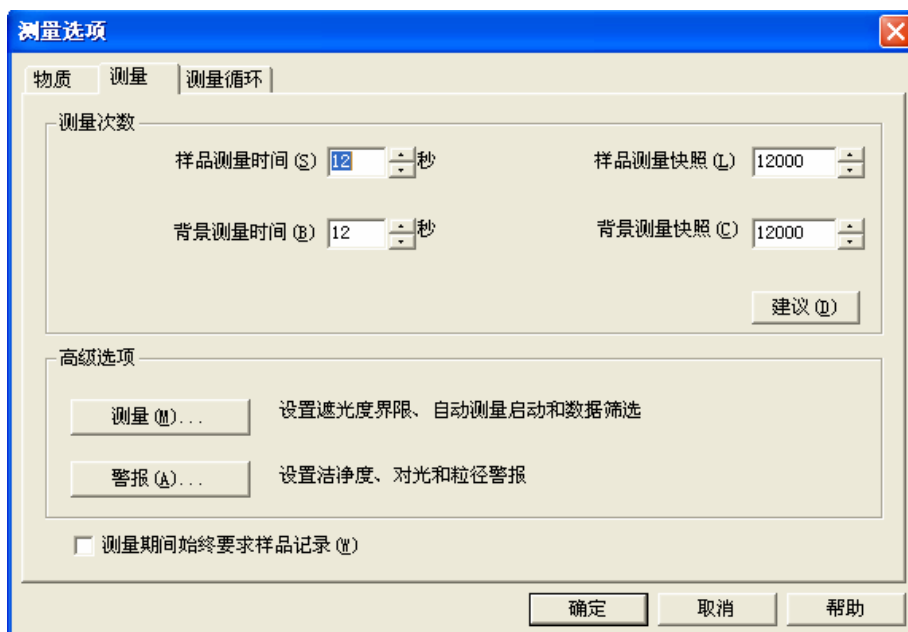 测量选项
物质 测量 测量循环
测量次数
样品测量时间(S) 12 秒 样品测量快照(L) 12000
背景测量时间(B) 12 秒 背景测量快照(C) 12000
建议(D)
高级选项
测量(M)... 设置遮光度界限、自动测量启动和数据筛选
警报(A)... 设置洁净度、对光和粒径警报
测量期间始终要求样品记录(W)
确定 取消 帮助